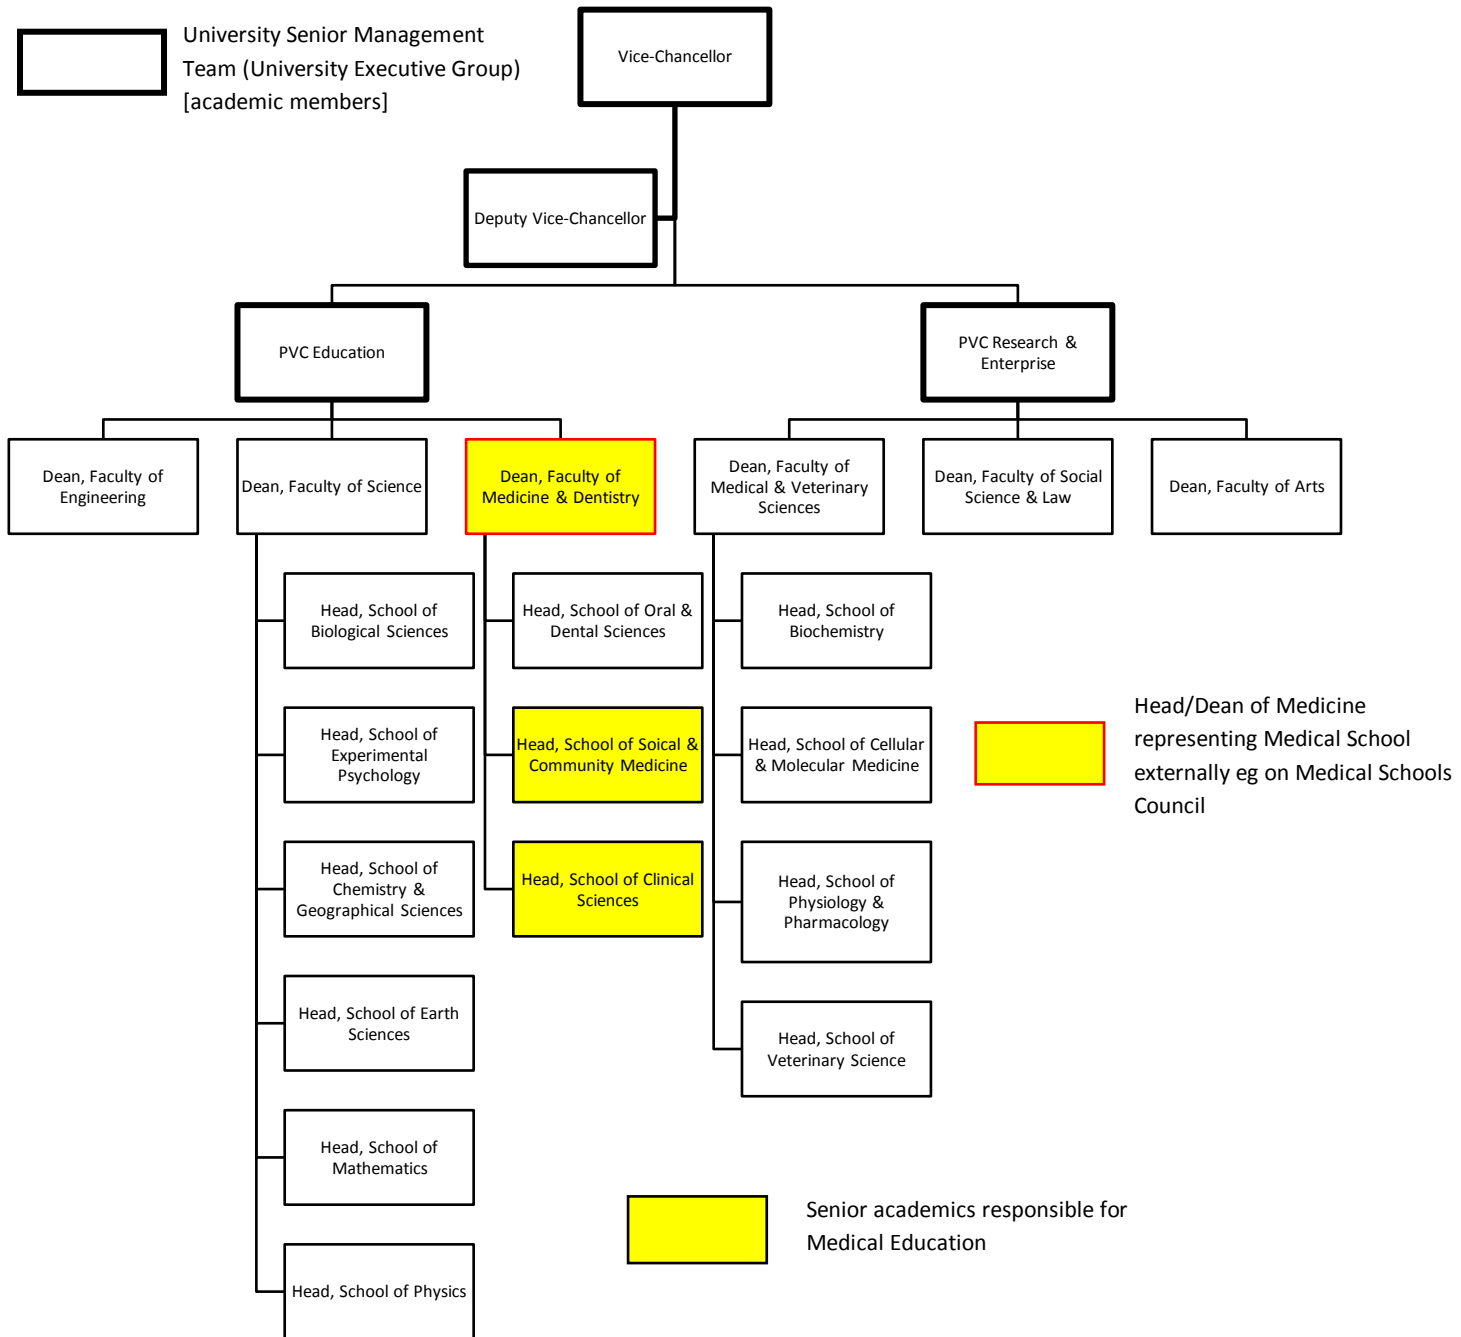 University Senior Management
Team (University Executive Group)
[academic members]
Vice-Chancellor
Deputy Vice-Chancellor
PVC Education
PVC Research &
Enterprise
Dean, Faculty of
Engineering
Dean, Faculty of Science
Dean, Faculty of
Medicine & Dentistry
Dean, Faculty of
Medical & Veterinary
Sciences
Dean, Faculty of Social
Science & Law
Dean, Faculty of Arts
Head, School of
Biological Sciences
Head, School of Oral &
Dental Sciences
Head, School of
Biochemistry
Head, School of
Experimental
Psychology
Head, School of Soical &
Community Medicine
Head, School of Cellular
& Molecular Medicine
Head/Dean of Medicine
representing Medical School
externally eg on Medical Schools
Council
Head, School of
Chemistry &
Geographical Sciences
Head, School of Clinical
Sciences
Head, School of
Physiology &
Pharmacology
Head, School of Earth
Sciences
Head, School of
Veterinary Science
Head, School of
Mathematics
Senior academics responsible for
Medical Education
Head, School of Physics